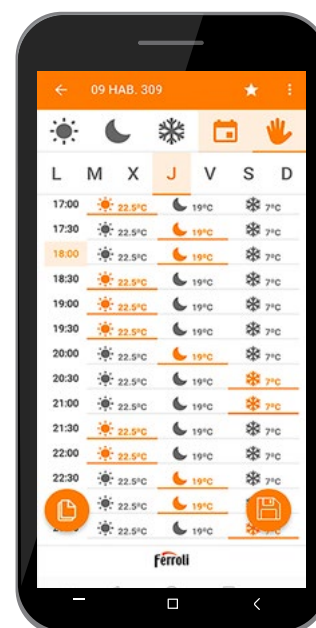 09 HAB. 309
L M X J V S D
17:00 22.5ºC 19ºC 7ºC
17:30 22.5ºC 19ºC 7ºC
18:00 22.5ºC 19ºC 7ºC
18:30 22.5ºC 19ºC 7ºC
19:00 22.5ºC 19ºC 7ºC
19:30 22.5ºC 19ºC 7ºC
20:00 22.5ºC 19ºC 7ºC
20:30 22.5ºC 19ºC 7ºC
21:00 22.5ºC 19ºC 7ºC
21:30 22.5ºC 19ºC 7ºC
22:00 22.5ºC 19ºC 7ºC
22:30 22.5ºC 19ºC 7ºC
22.5ºC 19ºC
22.5ºC 19ºC
Ferroli